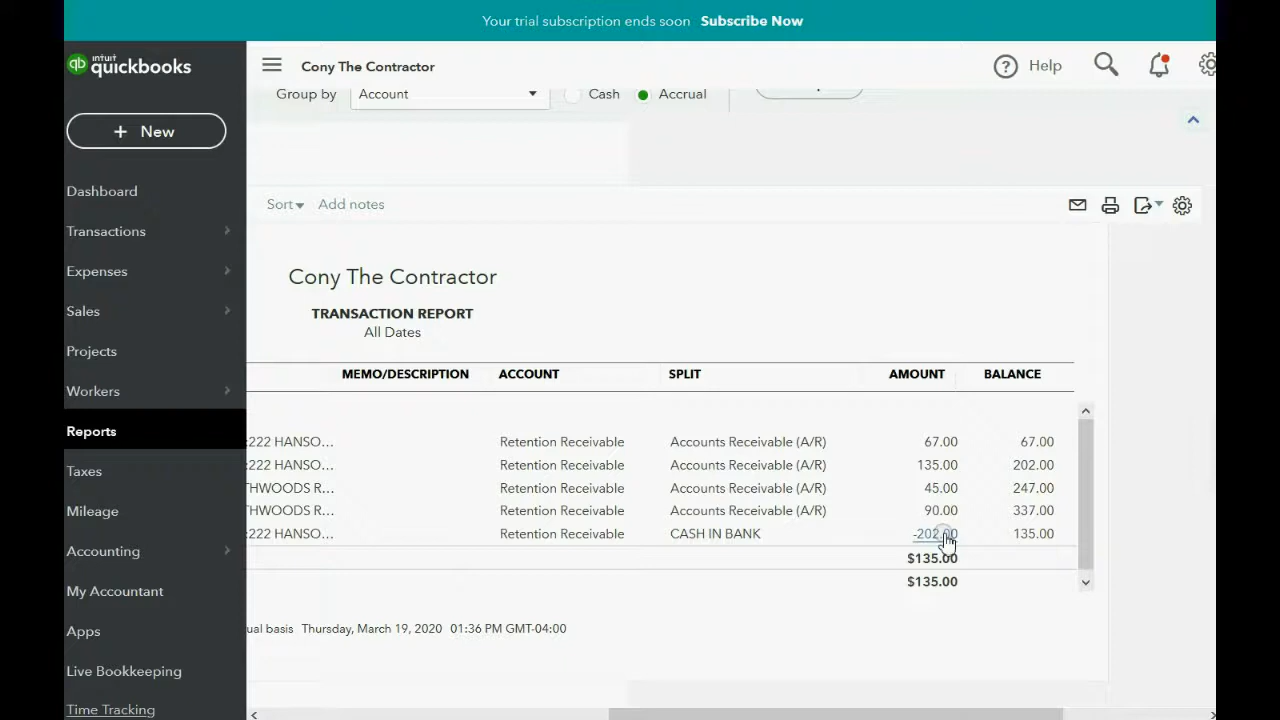 Your trial subscription ends soon Subscribe Now
intuit quickbooks
Cony The Contractor
Help
Group by Account Cash Accrual
+ New
Dashboard
Transactions
Expenses
Sales
Projects
Workers
Reports
Taxes
Mileage
Accounting
My Accountant
Apps
Live Bookkeeping
Time Tracking
Sort Add notes
Cony The Contractor
TRANSACTION REPORT
All Dates
MEMO/DESCRIPTION ACCOUNT SPLIT AMOUNT BALANCE
:222 HANSO... Retention Receivable Accounts Receivable (A/R) 67.00 67.00
:222 HANSO... Retention Receivable Accounts Receivable (A/R) 135.00 202.00
THWOODS R... Retention Receivable Accounts Receivable (A/R) 45.00 247.00
THWOODS R... Retention Receivable Accounts Receivable (A/R) 90.00 337.00
:222 HANSO... Retention Receivable CASH IN BANK -202.00 135.00
$135.00
$135.00
ual basis Thursday, March 19, 2020 01:36 PM GMT-04:00